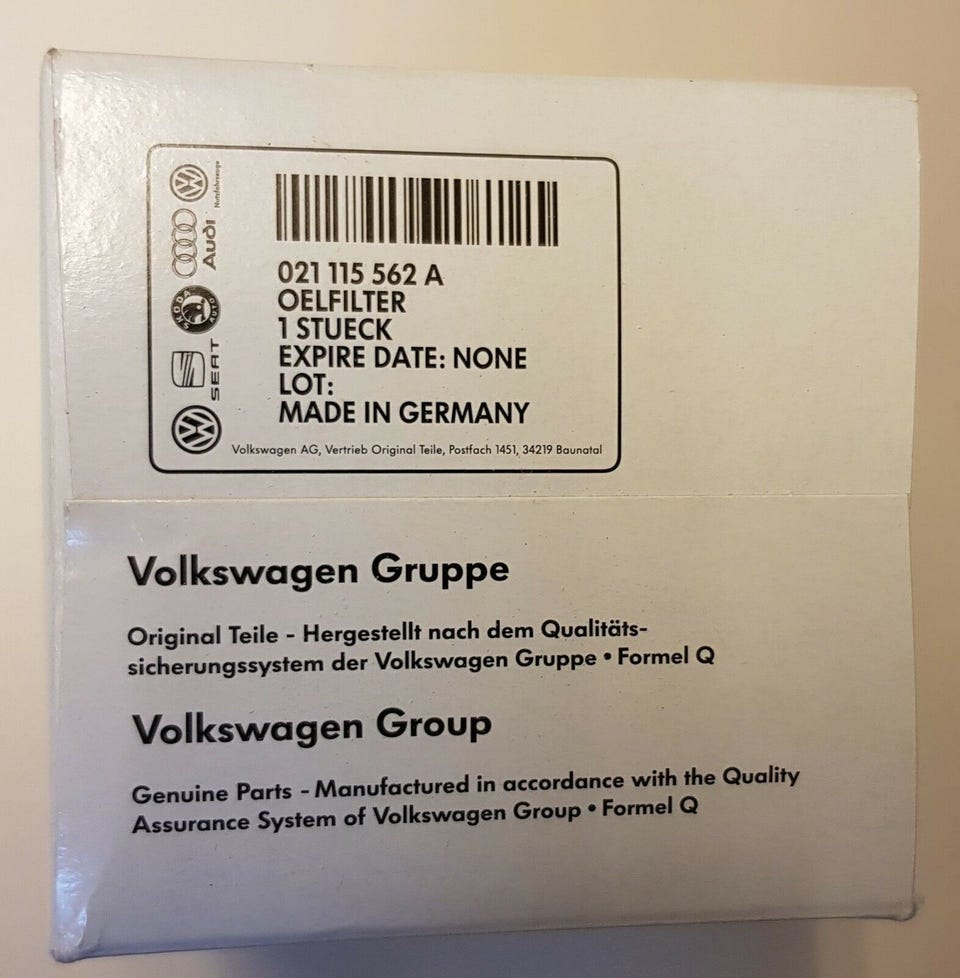 Nutzfahrzeuge
Audi
SKODA AUTO
SEAT
021 115 562 A
OELFILTER
1 STUECK
EXPIRE DATE: NONE
LOT:
MADE IN GERMANY
Volkswagen AG, Vertrieb Original Teile, Postfach 1451, 34219 Baunatal
Volkswagen Gruppe
Original Teile - Hergestellt nach dem Qualitäts-
sicherungssystem der Volkswagen Gruppe • Formel Q
Volkswagen Group
Genuine Parts - Manufactured in accordance with the Quality
Assurance System of Volkswagen Group • Formel Q